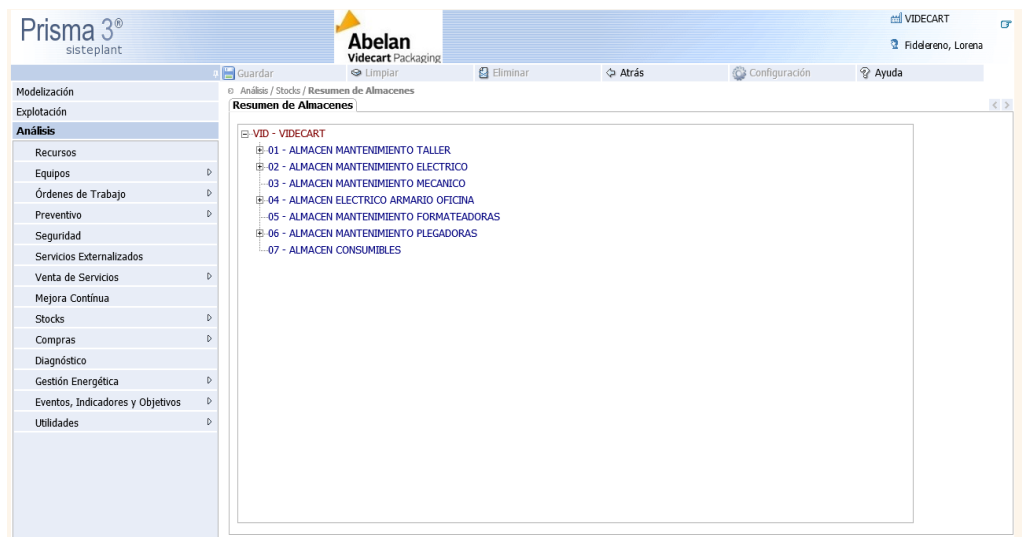 Prisma 3®
sisteplant
Abelan
Videcart Packaging
VIDECART
Fidelereno, Lorena
Guardar
Limpiar
Eliminar
Atrás
Configuración
Ayuda
Modelización
Explotación
Análisis
Recursos
Equipos
Órdenes de Trabajo
Preventivo
Seguridad
Servicios Externalizados
Venta de Servicios
Mejora Contínua
Stocks
Compras
Diagnóstico
Gestión Energética
Eventos, Indicadores y Objetivos
Utilidades
Análisis / Stocks / Resumen de Almacenes
Resumen de Almacenes
VID - VIDECART
01 - ALMACEN MANTENIMIENTO TALLER
02 - ALMACEN MANTENIMIENTO ELECTRICO
03 - ALMACEN MANTENIMIENTO MECANICO
04 - ALMACEN ELECTRICO ARMARIO OFICINA
05 - ALMACEN MANTENIMIENTO FORMATEADORAS
06 - ALMACEN MANTENIMIENTO PLEGADORAS
07 - ALMACEN CONSUMIBLES